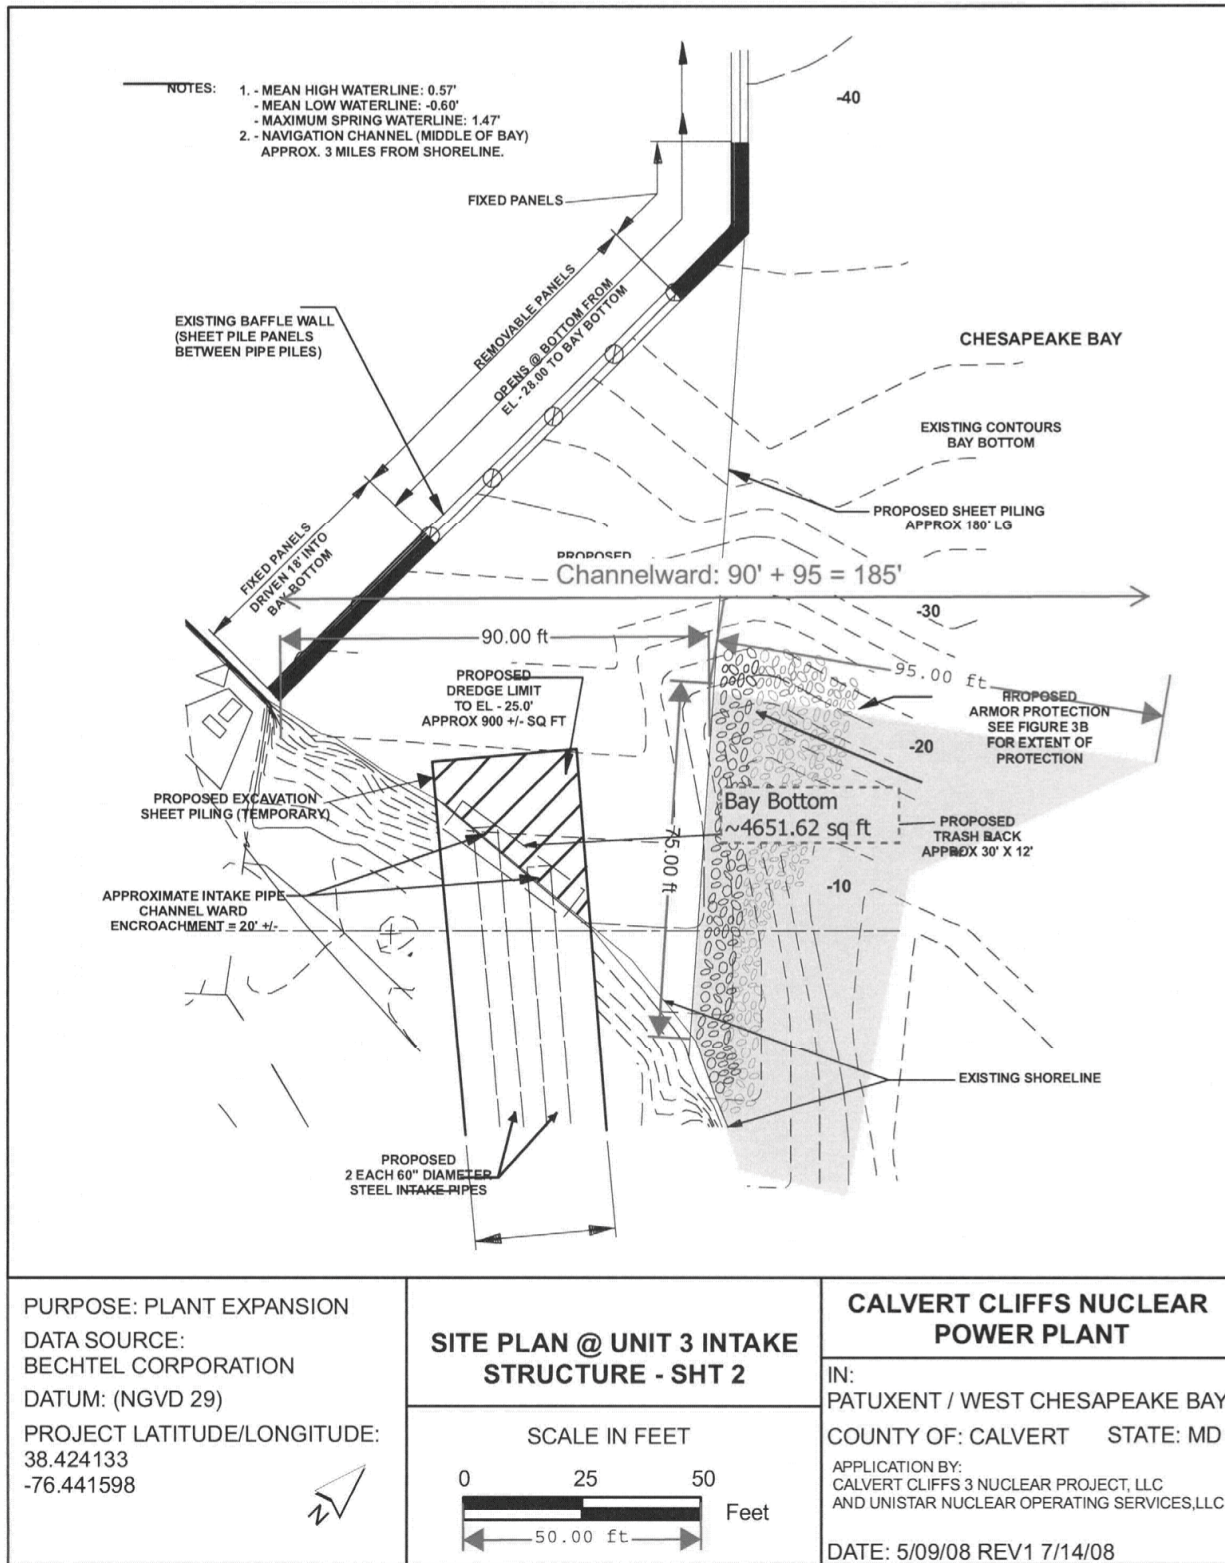 NOTES: 1. - MEAN HIGH WATERLINE: 0.57'
- MEAN LOW WATERLINE: -0.60'
- MAXIMUM SPRING WATERLINE: 1.47'
2. - NAVIGATION CHANNEL (MIDDLE OF BAY)
APPROX. 3 MILES FROM SHORELINE.
-40
FIXED PANELS
REMOVABLE PANELS
OPENS @ BOTTOM FROM
EL - 28.00 TO BAY BOTTOM
EXISTING BAFFLE WALL
(SHEET PILE PANELS
BETWEEN PIPE PILES)
CHESAPEAKE BAY
EXISTING CONTOURS
BAY BOTTOM
PROPOSED SHEET PILING
APPROX 180' LG
FIXED PANELS
DRIVEN 18' INTO
BAY BOTTOM
PROPOSED
Channelward: 90' + 95 = 185'
-30
90.00 ft
95.00 ft
PROPOSED
DREDGE LIMIT
TO EL - 25.0'
APPROX 900 +/- SQ FT
PROPOSED
ARMOR PROTECTION
SEE FIGURE 3B
FOR EXTENT OF
PROTECTION
-20
PROPOSED EXCAVATION
SHEET PILING (TEMPORARY)
Bay Bottom
~4651.62 sq ft
75.00 ft
PROPOSED
TRASH RACK
APPROX 30' X 12'
-10
APPROXIMATE INTAKE PIPE
CHANNEL WARD
ENCROACHMENT = 20' +/-
EXISTING SHORELINE
PROPOSED
2 EACH 60" DIAMETER
STEEL INTAKE PIPES
PURPOSE: PLANT EXPANSION
DATA SOURCE:
BECHTEL CORPORATION
DATUM: (NGVD 29)
PROJECT LATITUDE/LONGITUDE:
38.424133
-76.441598
N
SITE PLAN @ UNIT 3 INTAKE
STRUCTURE - SHT 2
SCALE IN FEET
0 25 50
Feet
50.00 ft
CALVERT CLIFFS NUCLEAR
POWER PLANT
IN:
PATUXENT / WEST CHESAPEAKE BAY
COUNTY OF: CALVERT STATE: MD
APPLICATION BY:
CALVERT CLIFFS 3 NUCLEAR PROJECT, LLC
AND UNISTAR NUCLEAR OPERATING SERVICES,LLC
DATE: 5/09/08 REV1 7/14/08